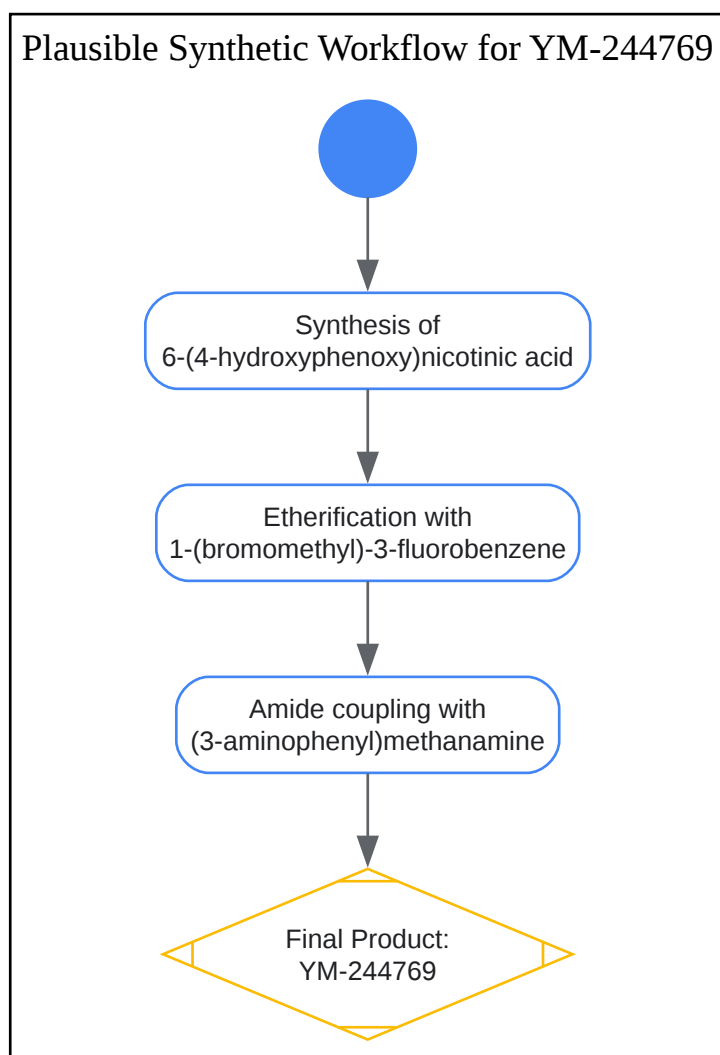 Plausible Synthetic Workflow for YM-244769
Synthesis of
6-(4-hydroxyphenoxy)nicotinic acid
Etherification with
1-(bromomethyl)-3-fluorobenzene
Amide coupling with
(3-aminophenyl)methanamine
Final Product:
YM-244769